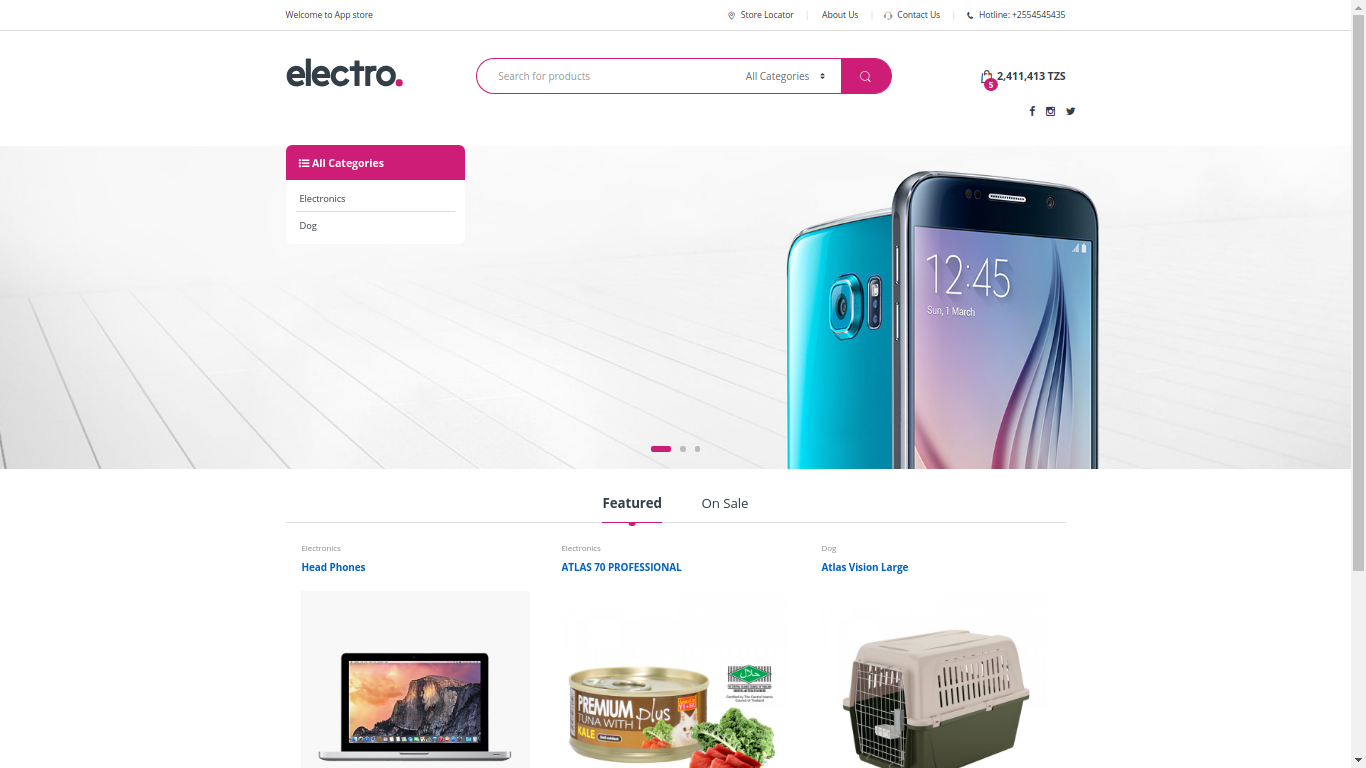 Welcome to App store
Store Locator
About Us
Contact Us
Hotline: +2554545435
electro.
Search for products
All Categories
2,411,413 TZS
5
All Categories
Electronics
Dog
12:45
Sun, 1 March
Featured
On Sale
Electronics
Head Phones
Electronics
ATLAS 70 PROFESSIONAL
Dog
Atlas Vision Large
PREMIUM plus
TUNA WITH
KALE